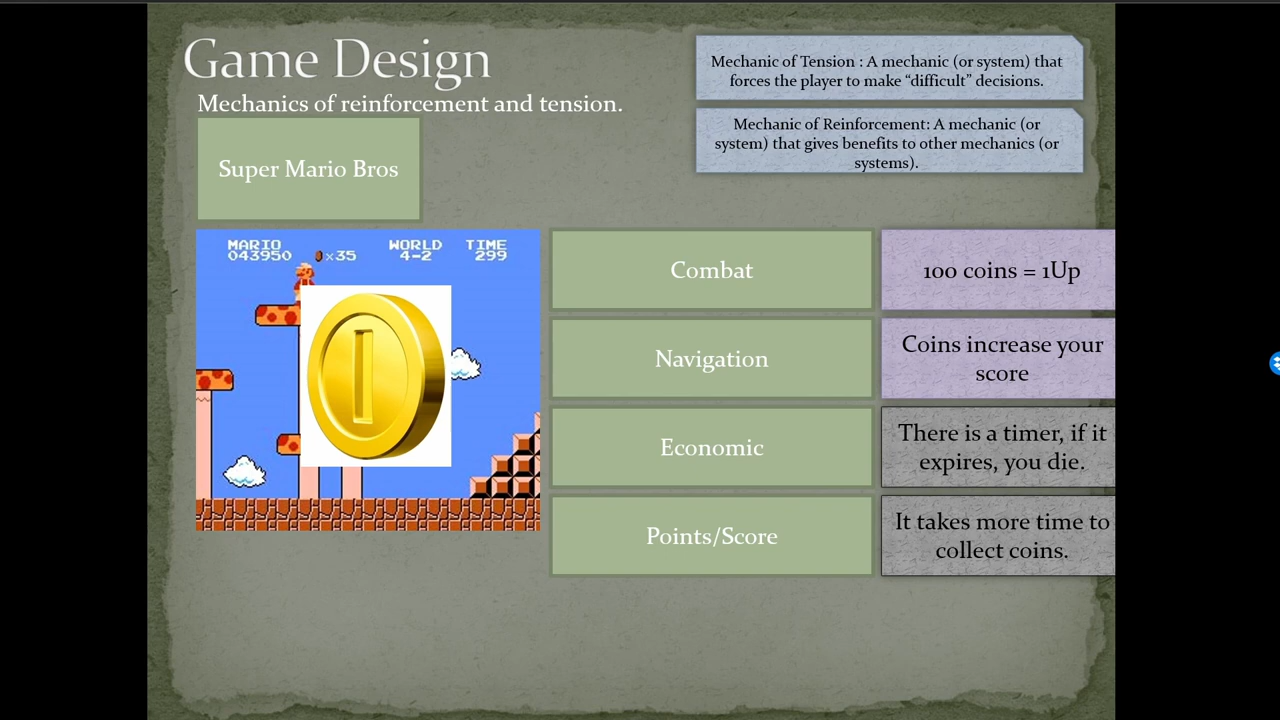 Game Design
Mechanics of reinforcement and tension.
Mechanic of Tension : A mechanic (or system) that
forces the player to make “difficult” decisions.
Mechanic of Reinforcement: A mechanic (or
system) that gives benefits to other mechanics (or
systems).
Super Mario Bros
MARIO WORLD TIME
043950 ×35 4-2 299
Combat
100 coins = 1Up
Navigation
Coins increase your
score
Economic
There is a timer, if it
expires, you die.
Points/Score
It takes more time to
collect coins.